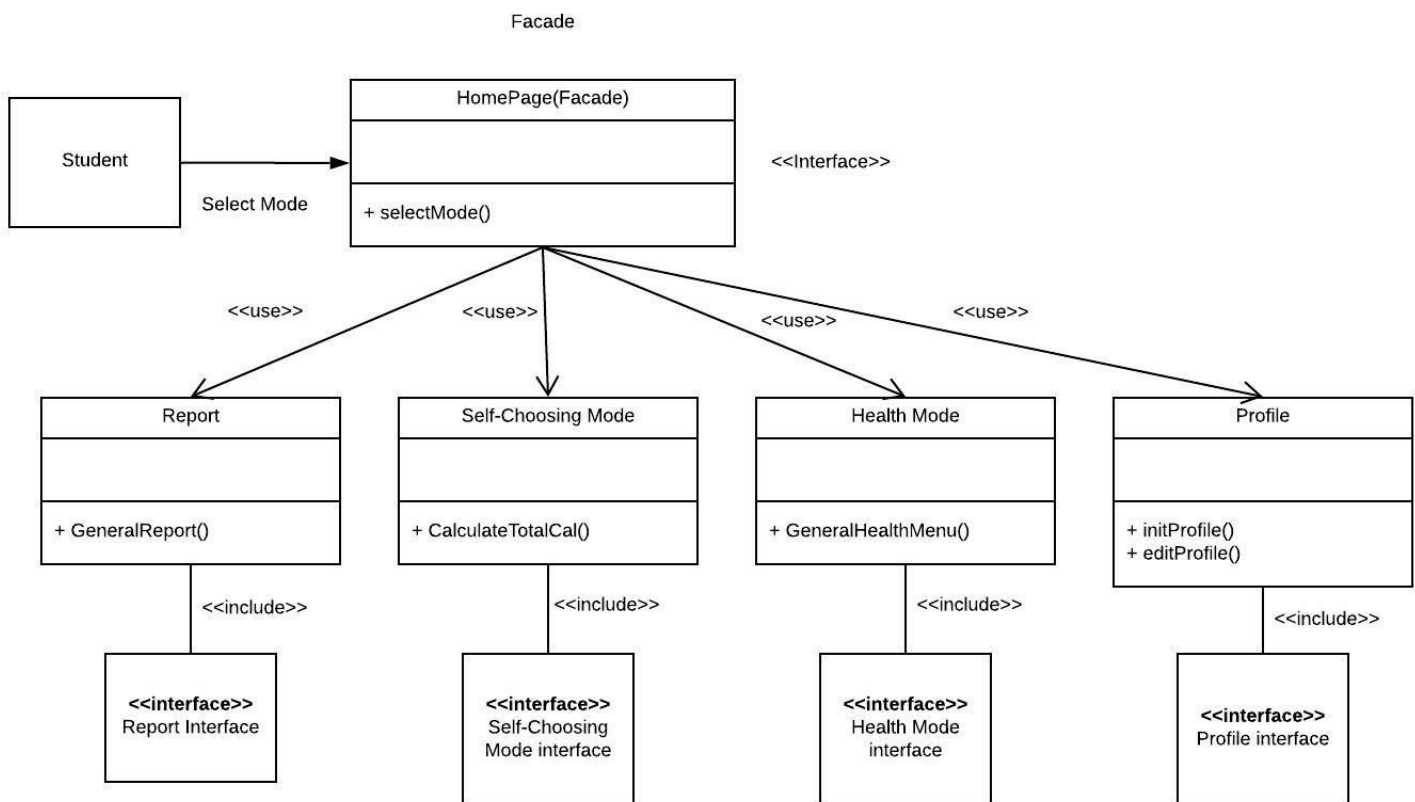 Facade
HomePage(Facade)
Student
<<Interface>>
Select Mode
+ selectMode()
<<use>>
<<use>>
<<use>>
<<use>>
Report
Self-Choosing Mode
Health Mode
Profile
+ GeneralReport()
+ CalculateTotalCal()
+ GeneralHealthMenu()
+ initProfile()
+ editProfile()
<<include>>
<<include>>
<<include>>
<<include>>
<<interface>>
Report Interface
<<interface>>
Self-Choosing
Mode interface
<<interface>>
Health Mode
interface
<<interface>>
Profile interface